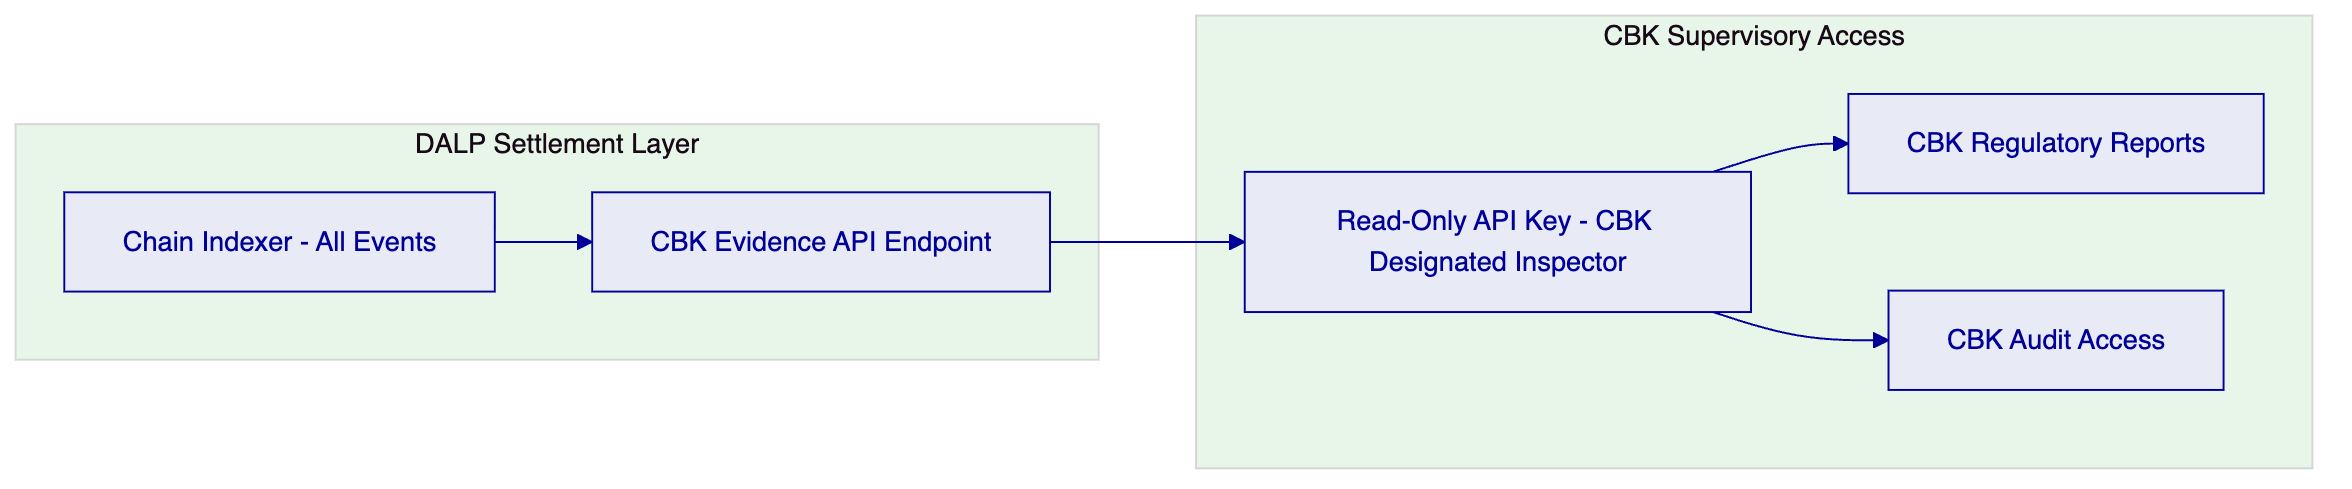 DALP Settlement Layer
Chain Indexer - All Events
CBK Evidence API Endpoint
CBK Supervisory Access
Read-Only API Key - CBK
Designated Inspector
CBK Regulatory Reports
CBK Audit Access